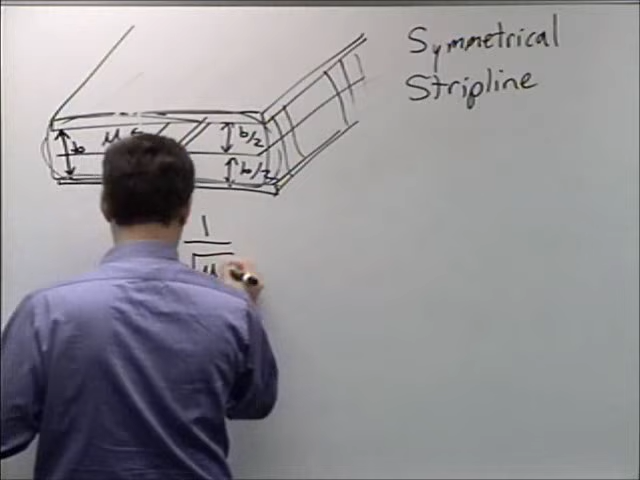 Symmetrical
Stripline
b/2
b
b/2
1
√μ